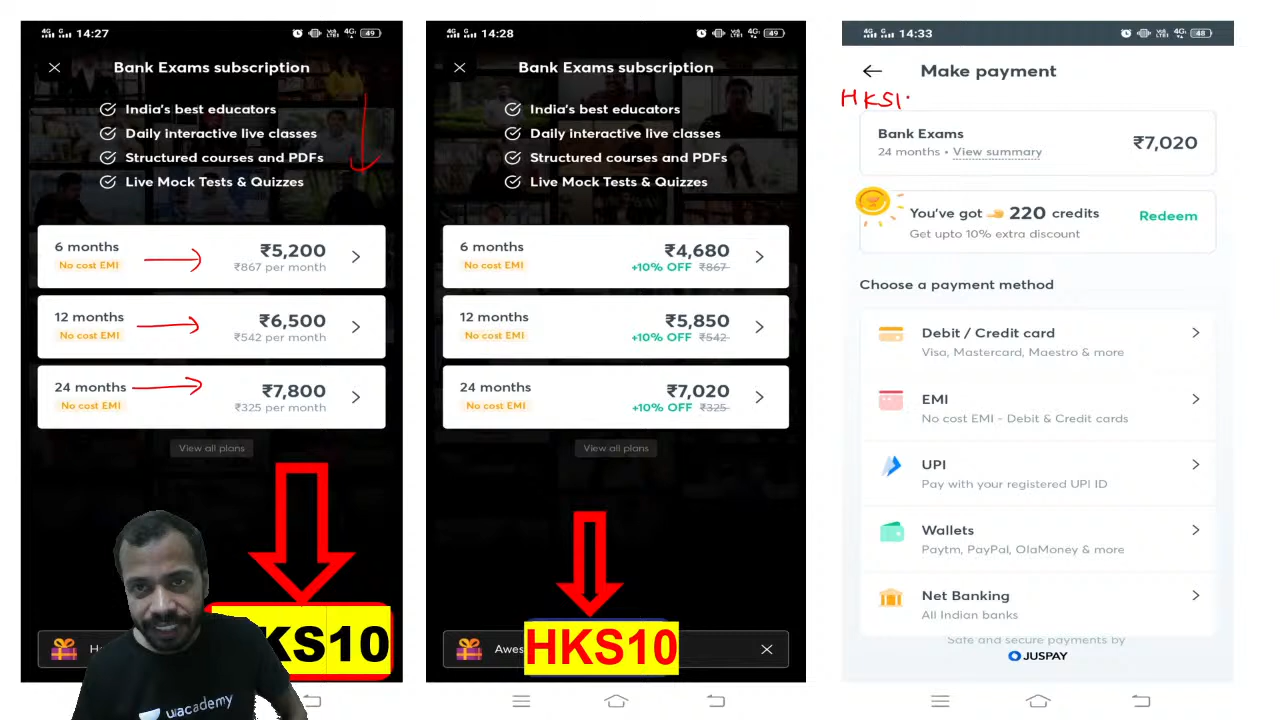 4G G 14:27
4G 49
Bank Exams subscription
India's best educators
Daily interactive live classes
Structured courses and PDFs
Live Mock Tests & Quizzes
6 months
No cost EMI
₹5,200
₹867 per month
12 months
No cost EMI
₹6,500
₹542 per month
24 months
No cost EMI
₹7,800
₹325 per month
View all plans
KS10
unacademy
4G G 14:28
4G 49
Bank Exams subscription
India's best educators
Daily interactive live classes
Structured courses and PDFs
Live Mock Tests & Quizzes
6 months
No cost EMI
₹4,680
+10% OFF ₹867
12 months
No cost EMI
₹5,850
+10% OFF ₹542
24 months
No cost EMI
₹7,020
+10% OFF ₹325
View all plans
Awes
HKS10
4G G 14:33
4G 48
Make payment
HKS1
Bank Exams
24 months • View summary
₹7,020
You've got 220 credits
Get upto 10% extra discount
Redeem
Choose a payment method
Debit / Credit card
Visa, Mastercard, Maestro & more
EMI
No cost EMI - Debit & Credit cards
UPI
Pay with your registered UPI ID
Wallets
Paytm, PayPal, OlaMoney & more
Net Banking
All Indian banks
Safe and secure payments by
JUSPAY